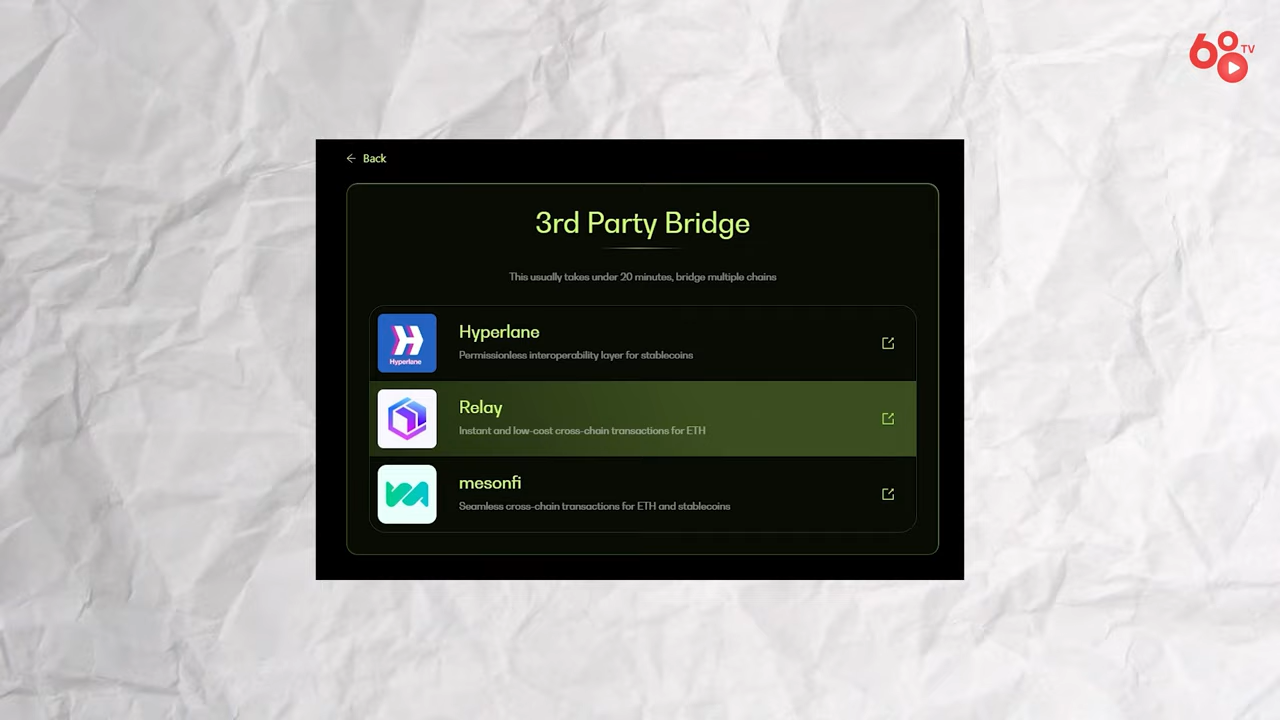 68 TV
Back
3rd Party Bridge
This usually takes under 20 minutes, bridge multiple chains
Hyperlane
Hyperlane
Permissionless interoperability layer for stablecoins
Relay
Instant and low-cost cross-chain transactions for ETH
mesonfi
Seamless cross-chain transactions for ETH and stablecoins